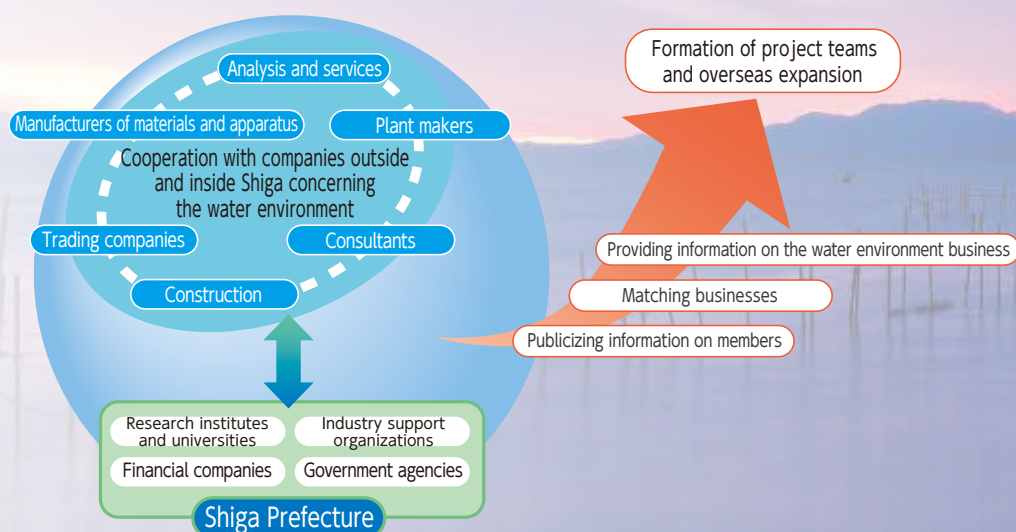 Analysis and services
Manufacturers of materials and apparatus
Plant makers
Cooperation with companies outside
and inside Shiga concerning
the water environment
Trading companies
Consultants
Construction
Research institutes
and universities
Industry support
organizations
Financial companies
Government agencies
Shiga Prefecture
Formation of project teams
and overseas expansion
Providing information on the water environment business
Matching businesses
Publicizing information on members